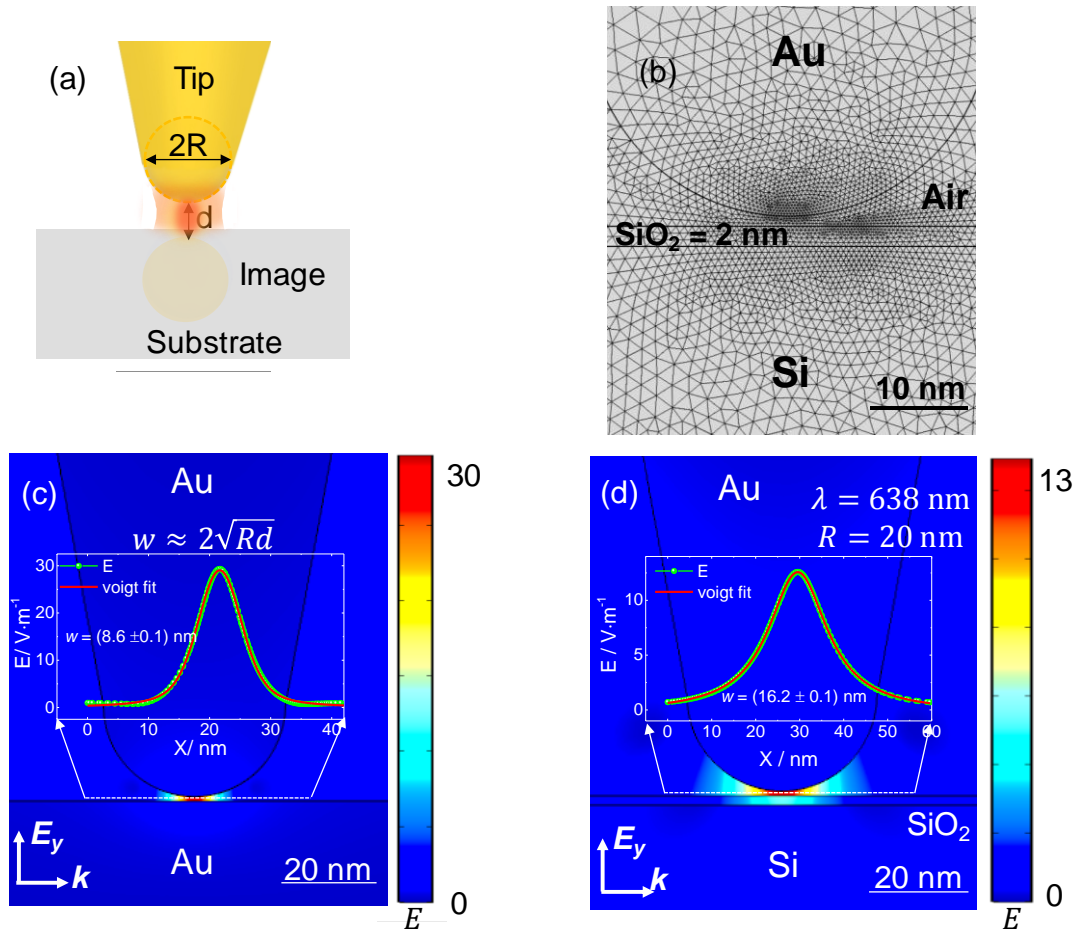 (a)
Tip
2R
d
Image
Substrate
(b)
Au
Air
SiO₂ = 2 nm
Si
10 nm
(c)
Au
w ≈ 2√Rd
30
E
voigt fit
w = (8.6 ±0.1) nm
E/ V·m⁻¹
30
20
10
0
0 10 20 30 40
X/ nm
E_y
k
Au
20 nm
0
E
(d)
Au
λ = 638 nm
R = 20 nm
13
E
voigt fit
w = (16.2 ± 0.1) nm
E / V·m⁻¹
10
5
0
0 10 20 30 40 50 60
X / nm
SiO₂
E_y
k
Si
20 nm
0
E